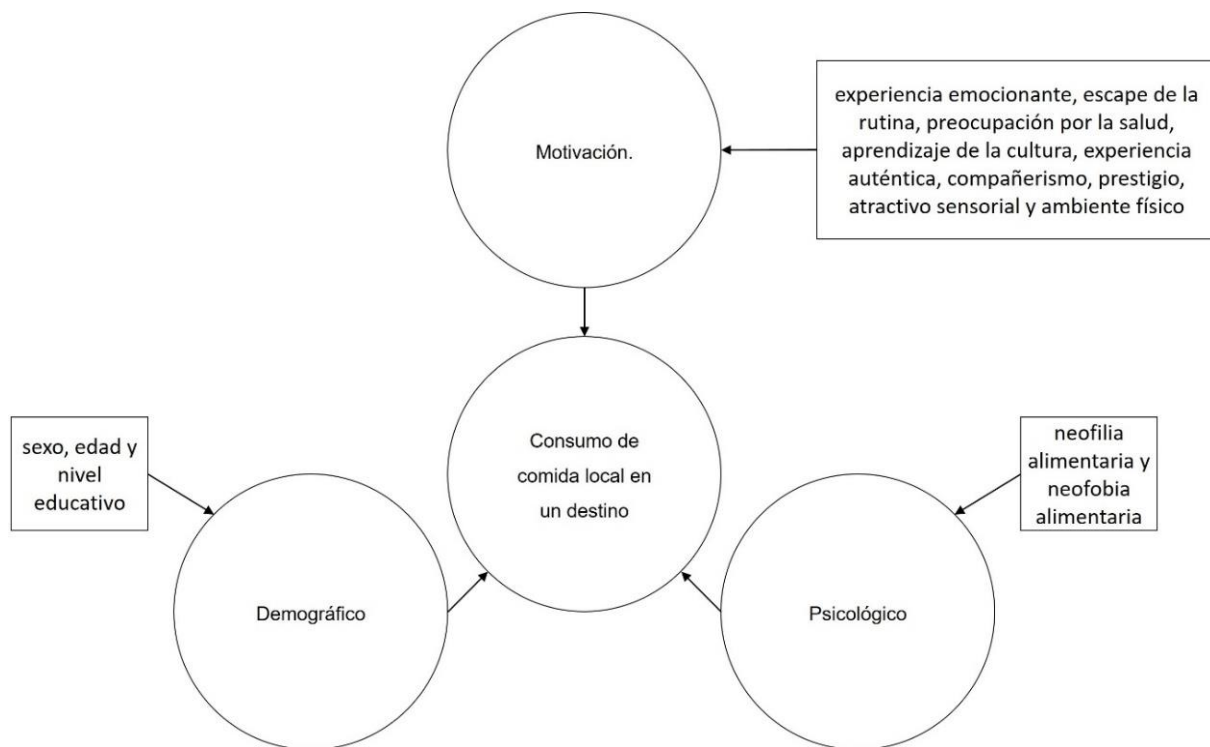 experiencia emocionante, escape de la
rutina, preocupación por la salud,
aprendizaje de la cultura, experiencia
auténtica, compañerismo, prestigio,
atractivo sensorial y ambiente físico
Motivación.
Consumo de
comida local en
un destino
sexo, edad y
nivel
educativo
neofilia
alimentaria y
neofobia
alimentaria
Demográfico
Psicológico